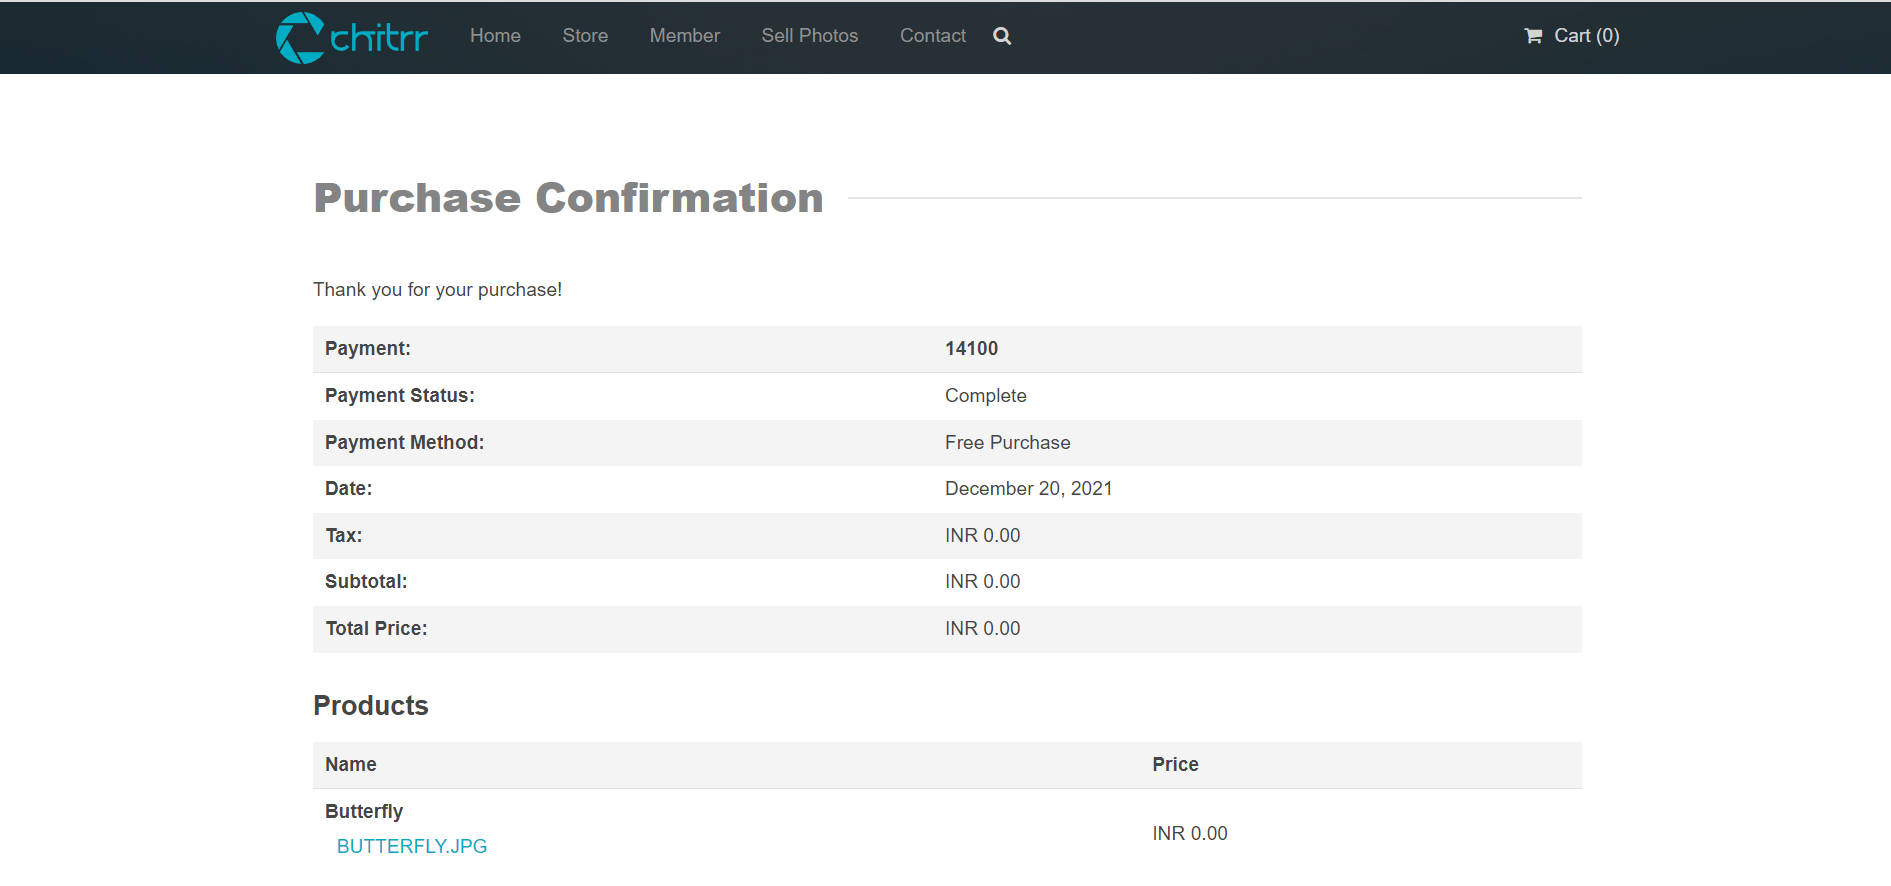 chitrr Home Store Member Sell Photos Contact Cart (0)
Purchase Confirmation
Thank you for your purchase!
Payment: 14100
Payment Status: Complete
Payment Method: Free Purchase
Date: December 20, 2021
Tax: INR 0.00
Subtotal: INR 0.00
Total Price: INR 0.00
Products
Name Price
Butterfly
BUTTERFLY.JPG INR 0.00